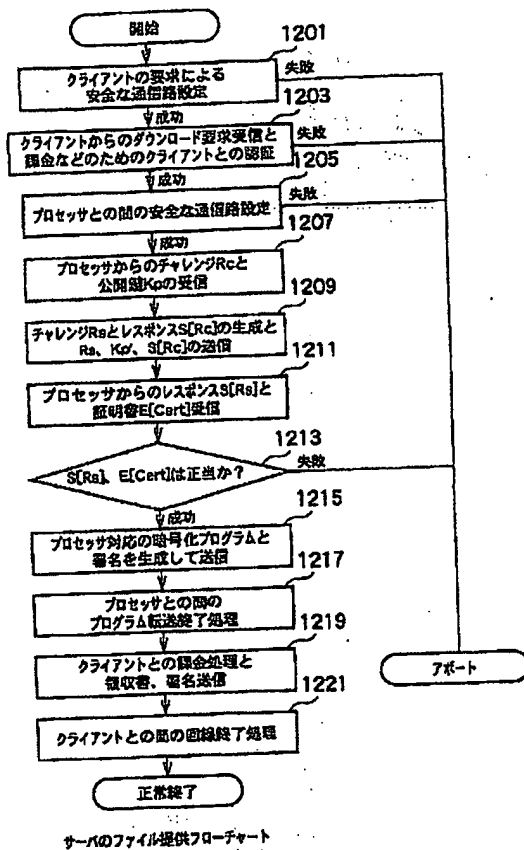 開始
1201
クライアントの要求による
安全な通信路設定
失敗
成功
1203
クライアントからのダウンロード要求受信と
課金などのためのクライアントとの認証
失敗
成功
1205
プロセッサとの間の安全な通信路設定
失敗
成功
1207
プロセッサからのチャレンジRcと
公開鍵Kpの受信
1209
チャレンジRsとレスポンスS[Rc]の生成と
Rs、Kp'、S[Rc]の送信
1211
プロセッサからのレスポンスS[Rs]と
証明書E[Cert]受信
1213
S[Rs]、E[Cert]は正当か?
失敗
成功
1215
プロセッサ対応の暗号化プログラムと
署名を生成して送信
1217
プロセッサとの間の
プログラム転送終了処理
1219
クライアントとの課金処理と
領収書、署名送信
アボート
1221
クライアントとの間の回線終了処理
正常終了
サーバのファイル提供フローチャート